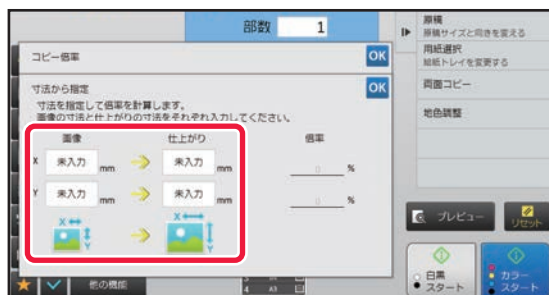 部数 1
原稿
原稿サイズと向きを変える
用紙選択
給紙トレイを変更する
両面コピー
地色調整
コピー倍率
OK
寸法から指定
OK
寸法を指定して倍率を計算します。
画像の寸法と仕上がりの寸法をそれぞれ入力してください。
画像 仕上がり 倍率
X 未入力 mm 未入力 mm 0 %
Y 未入力 mm 未入力 mm 0 %
X X
Y Y
プレビュー
リセット
他の機能
4 A3
白黒
スタート
カラー
スタート